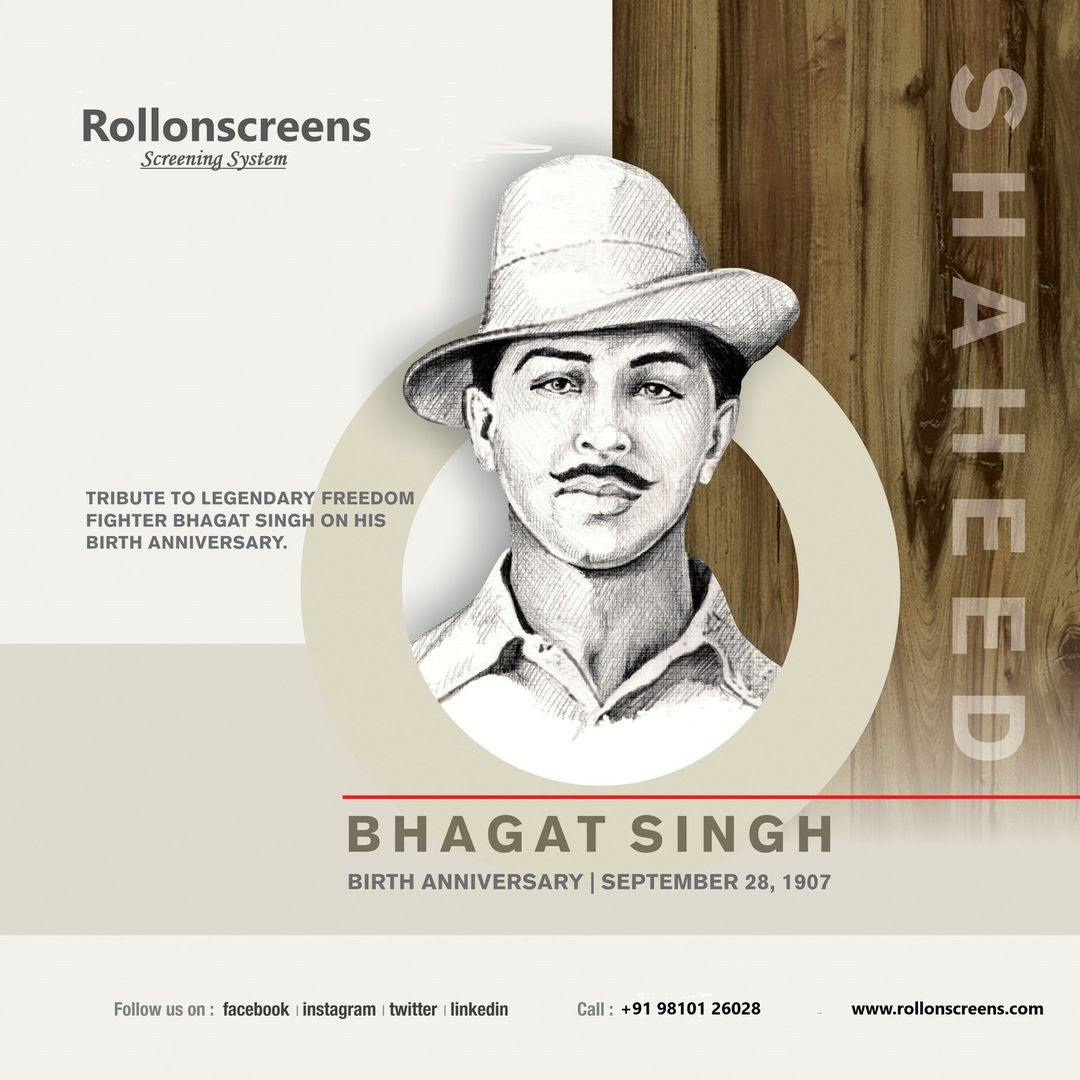 Rollonscreens
Screening System
SHAHEED
TRIBUTE TO LEGENDARY FREEDOM
FIGHTER BHAGAT SINGH ON HIS
BIRTH ANNIVERSARY.
BHAGAT SINGH
BIRTH ANNIVERSARY | SEPTEMBER 28, 1907
Follow us on : facebook | instagram | twitter | linkedin Call : +91 98101 26028 www.rollonscreens.com